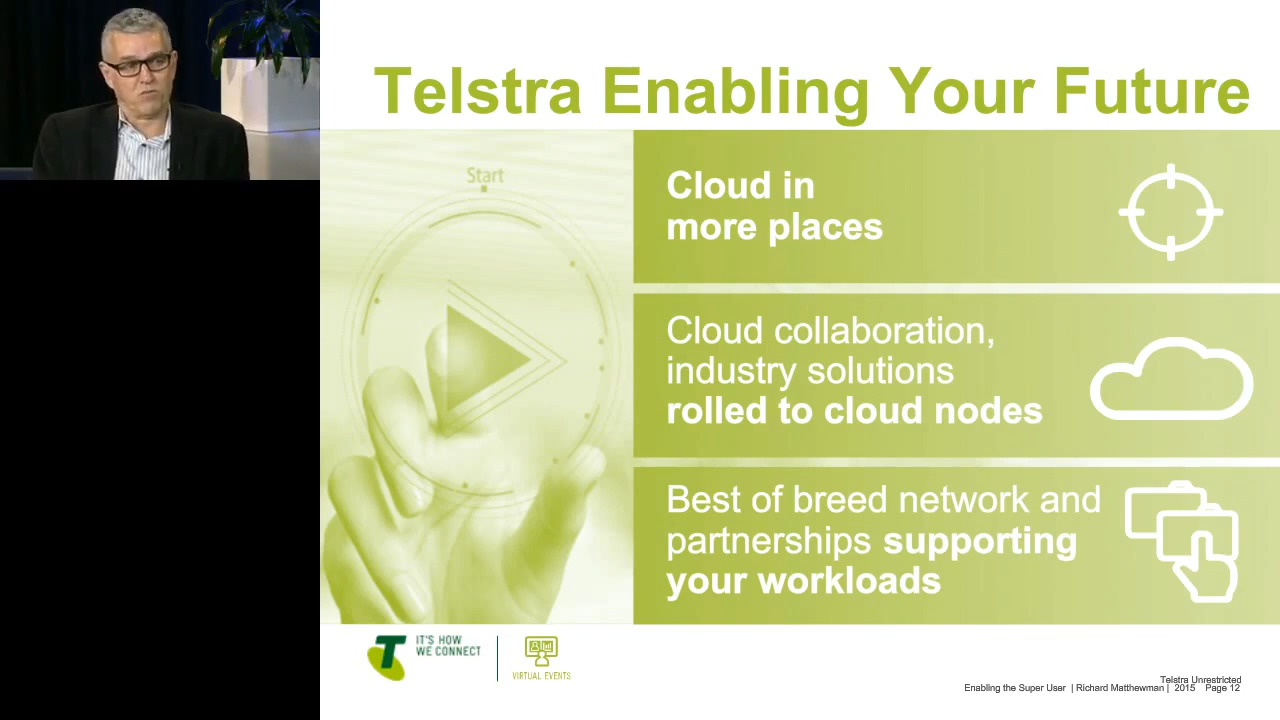 Telstra Enabling Your Future
Start
Cloud in
more places
Cloud collaboration,
industry solutions
rolled to cloud nodes
Best of breed network and
partnerships supporting
your workloads
T
IT'S HOW
WE CONNECT
VIRTUAL EVENTS
Telstra Unrestricted
Enabling the Super User | Richard Matthewman | 2015 Page 12